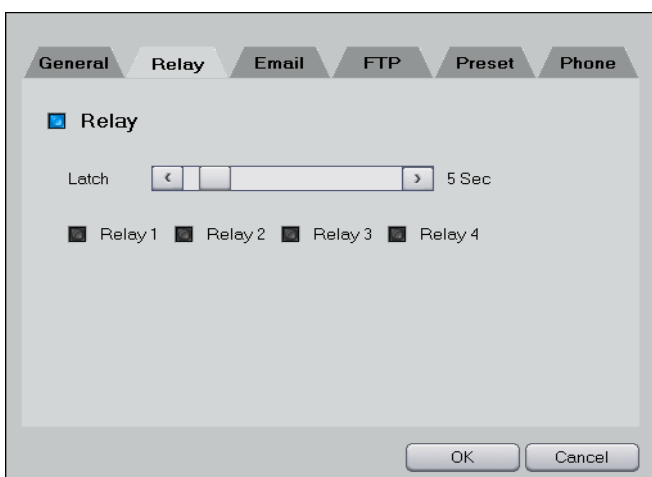 General Relay Email FTP Preset Phone
Relay
Latch 5 Sec
Relay 1 Relay 2 Relay 3 Relay 4
OK Cancel